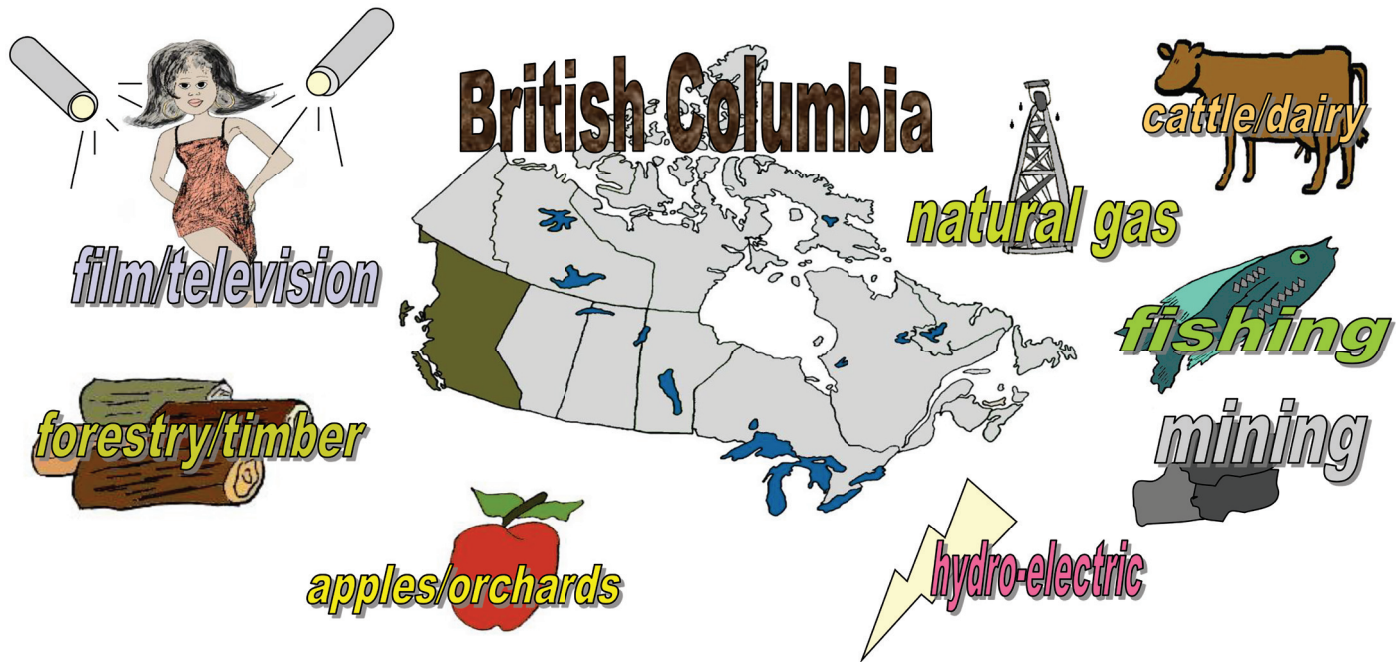 British Columbia
cattle/dairy
natural gas
film/television
fishing
forestry/timber
mining
hydro-electric
apples/orchards